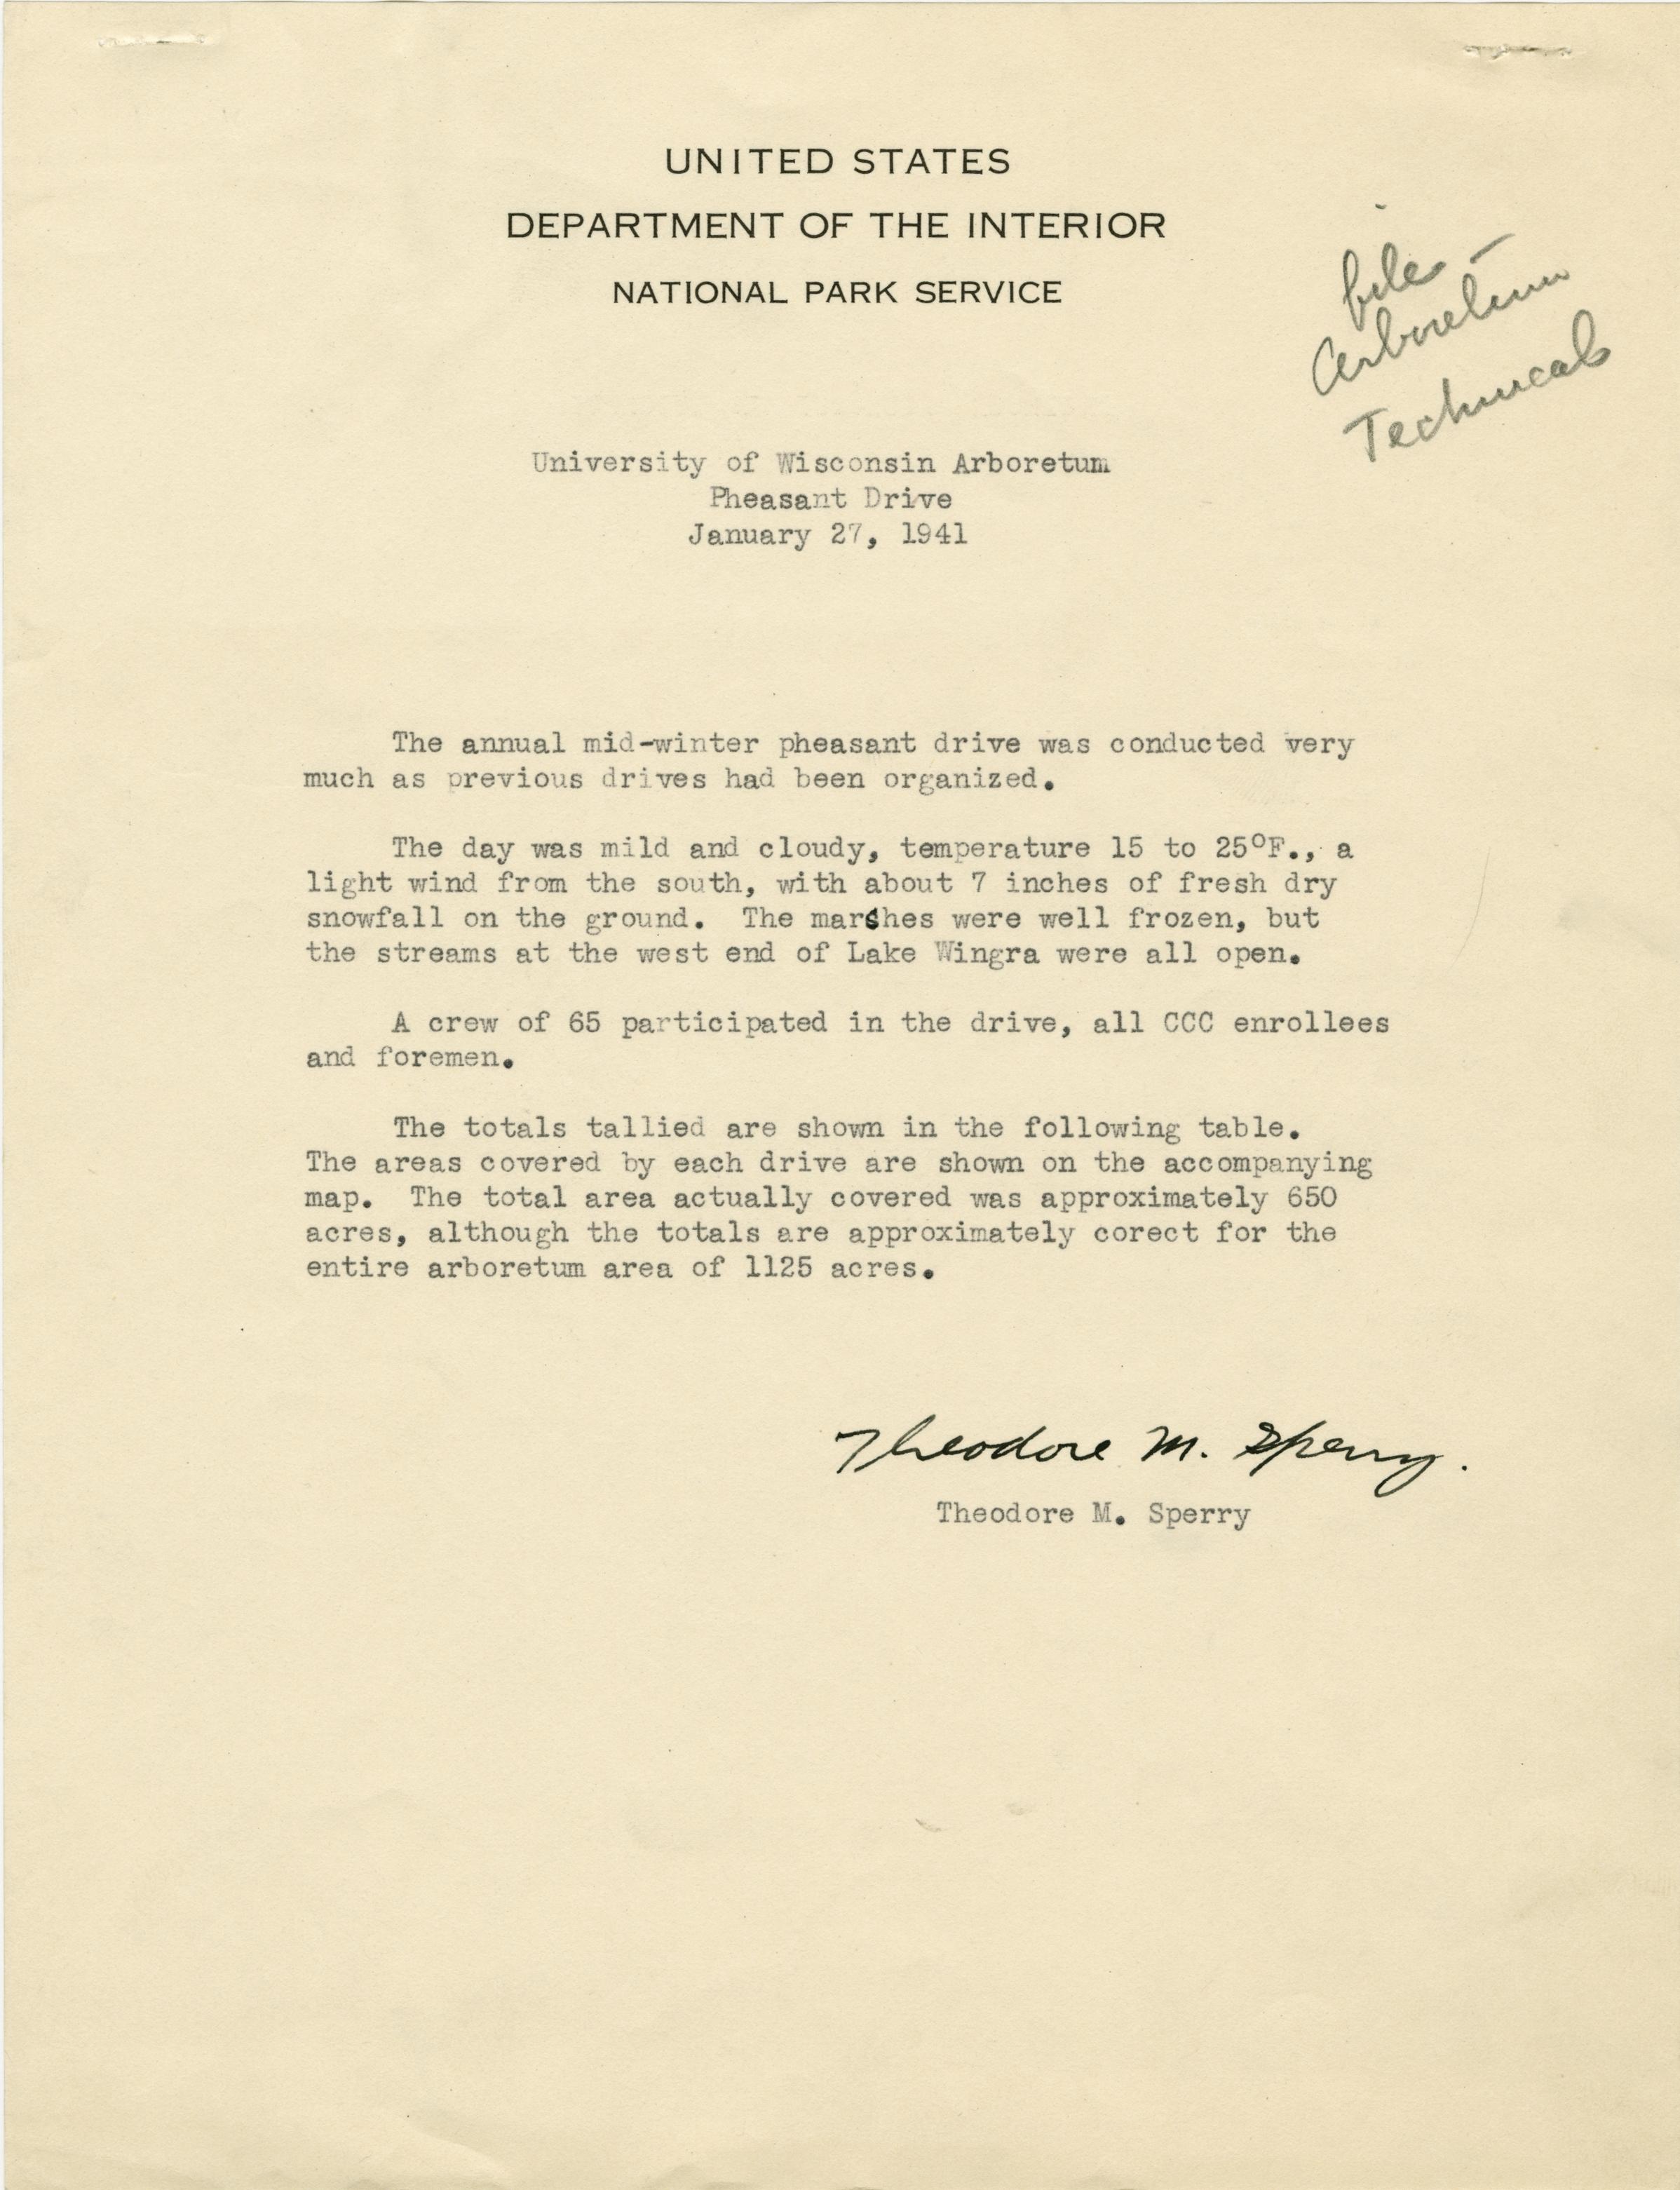 UNITED STATES
DEPARTMENT OF THE INTERIOR
NATIONAL PARK SERVICE
file -
Arboretum
Technicals
University of Wisconsin Arboretum
Pheasant Drive
January 27, 1941
The annual mid-winter pheasant drive was conducted very
much as previous drives had been organized.
The day was mild and cloudy, temperature 15 to 25°F., a
light wind from the south, with about 7 inches of fresh dry
snowfall on the ground. The marshes were well frozen, but
the streams at the west end of Lake Wingra were all open.
A crew of 65 participated in the drive, all CCC enrollees
and foremen.
The totals tallied are shown in the following table.
The areas covered by each drive are shown on the accompanying
map. The total area actually covered was approximately 650
acres, although the totals are approximately corect for the
entire arboretum area of 1125 acres.
Theodore M. Sperry.
Theodore M. Sperry